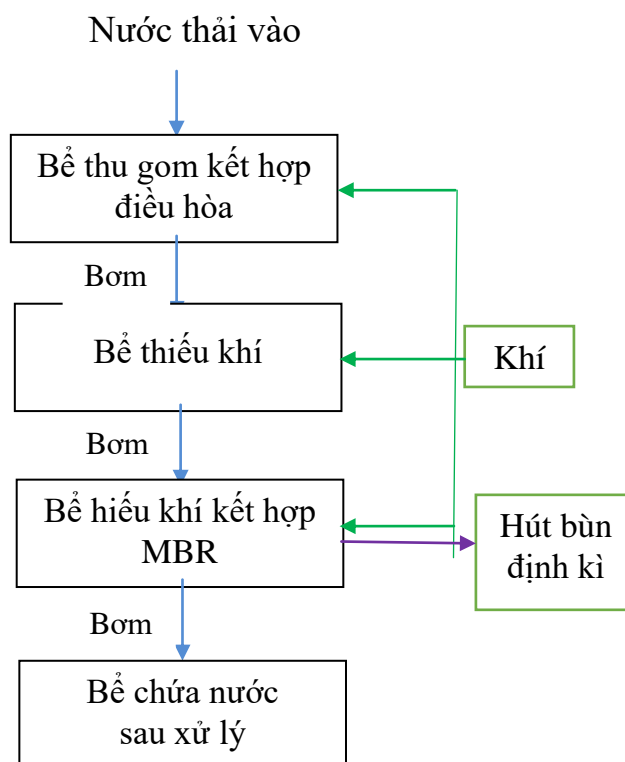 Nước thải vào
Bể thu gom kết hợp
điều hòa
Bơm
Bể thiếu khí
Khí
Bơm
Bể hiếu khí kết hợp
MBR
Hút bùn
định kì
Bơm
Bể chứa nước
sau xử lý